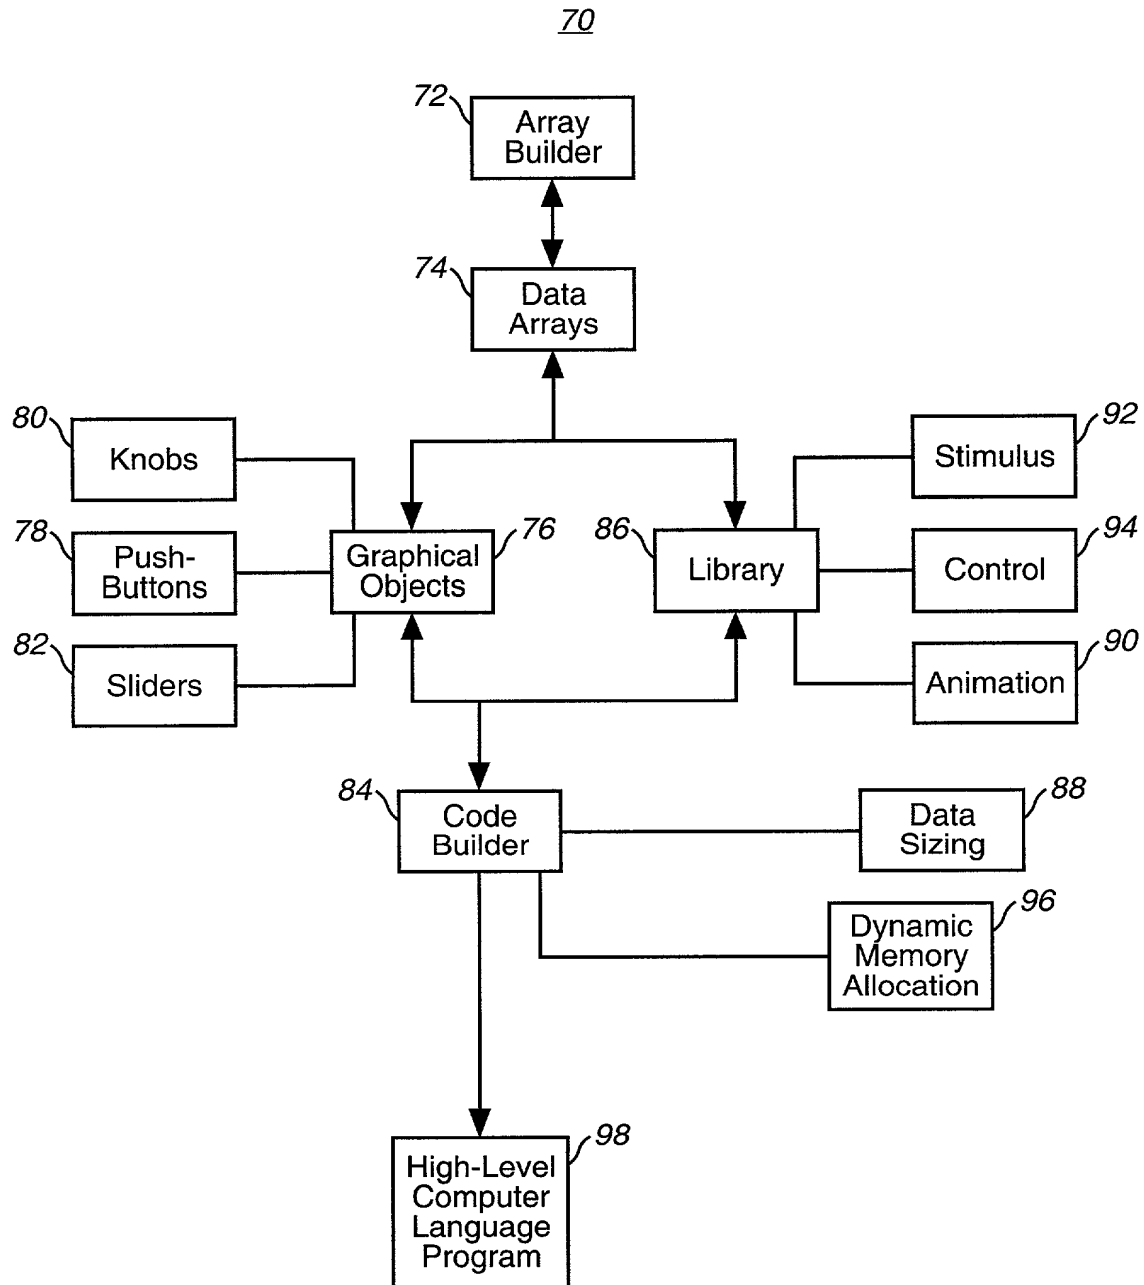 70
72
Array
Builder
74
Data
Arrays
80
Knobs
78
Push-
Buttons
82
Sliders
76
Graphical
Objects
86
Library
92
Stimulus
94
Control
90
Animation
84
Code
Builder
88
Data
Sizing
96
Dynamic
Memory
Allocation
98
High-Level
Computer
Language
Program